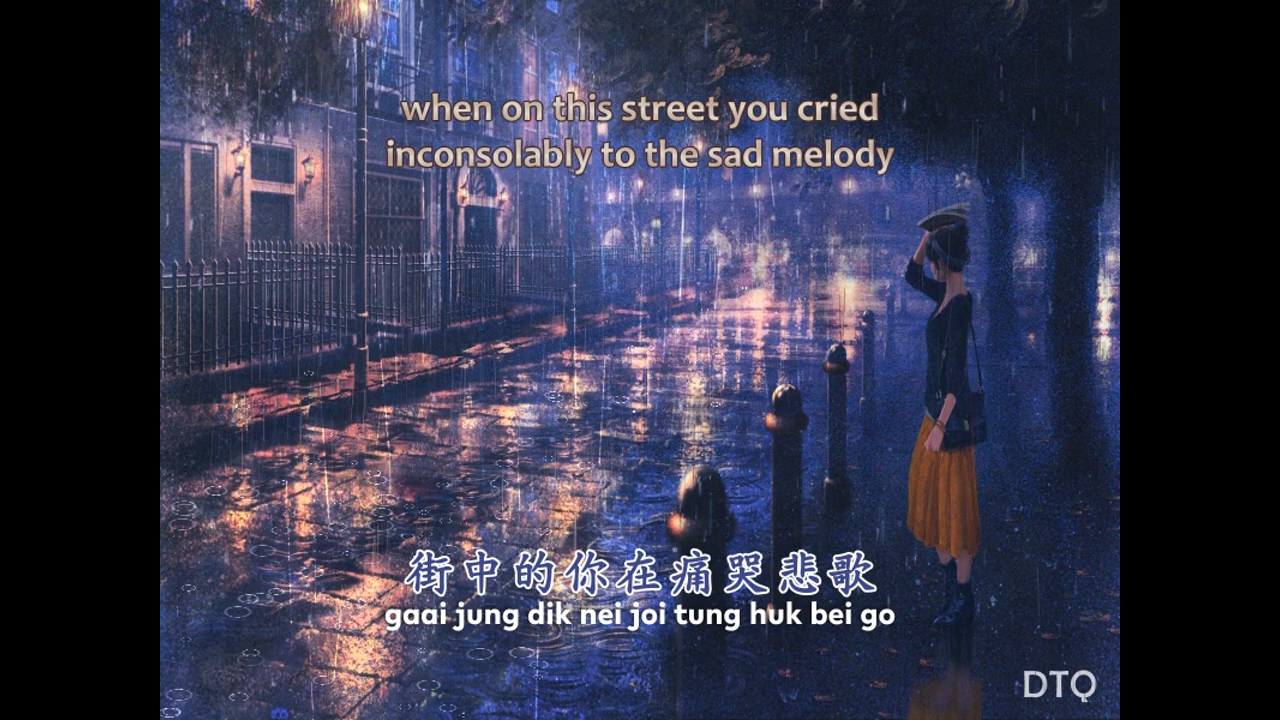 when on this street you cried
inconsolably to the sad melody
街中的你在痛哭悲歌
gaai jung dik nei joi tung huk bei go
DTQ